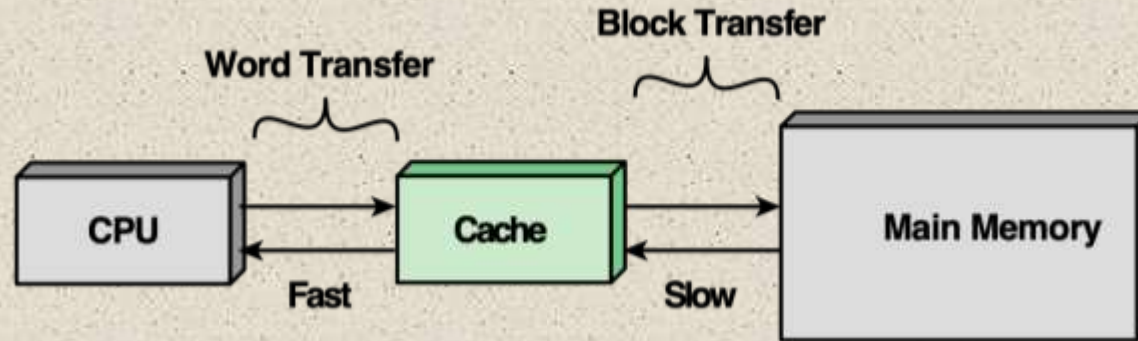 Block Transfer
Word Transfer
CPU
Cache
Main Memory
Fast
Slow